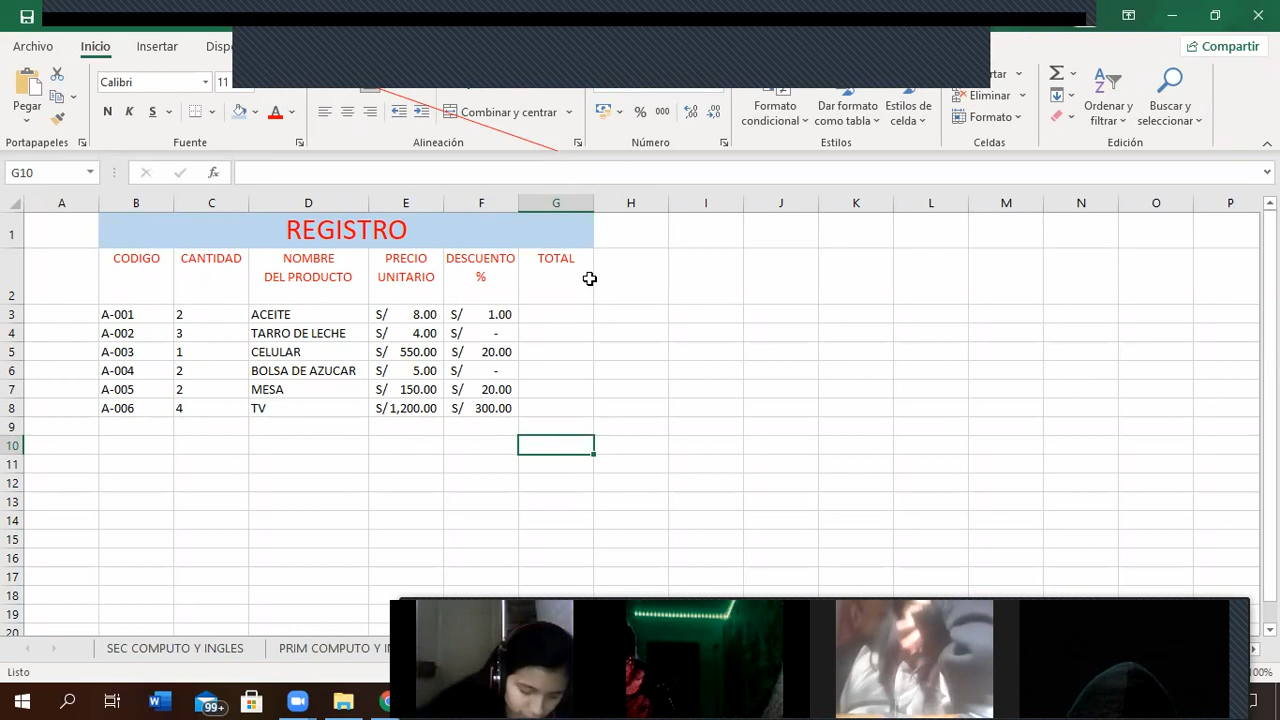 Archivo Inicio Insertar
Compartir
Pegar
Calibri 11
N K S
A
Combinar y centrar
% 000
Formato condicional
Dar formato como tabla
Estilos de celda
Eliminar
Formato
Ordenar y filtrar
Buscar y seleccionar
Portapapeles Fuente Alineación Número Estilos Celdas Edición
G10 fx
A B C D E F G H I J K L M N O P
1 REGISTRO
2 CODIGO CANTIDAD NOMBRE DEL PRODUCTO PRECIO UNITARIO DESCUENTO % TOTAL
3 A-001 2 ACEITE S/ 8.00 S/ 1.00
4 A-002 3 TARRO DE LECHE S/ 4.00 S/ -
5 A-003 1 CELULAR S/ 550.00 S/ 20.00
6 A-004 2 BOLSA DE AZUCAR S/ 5.00 S/ -
7 A-005 2 MESA S/ 150.00 S/ 20.00
8 A-006 4 TV S/ 1,200.00 S/ 300.00
9
10
11
12
13
14
15
16
17
18
19
20
SEC COMPUTO Y INGLES PRIM COMPUTO Y
Listo
100%
99+